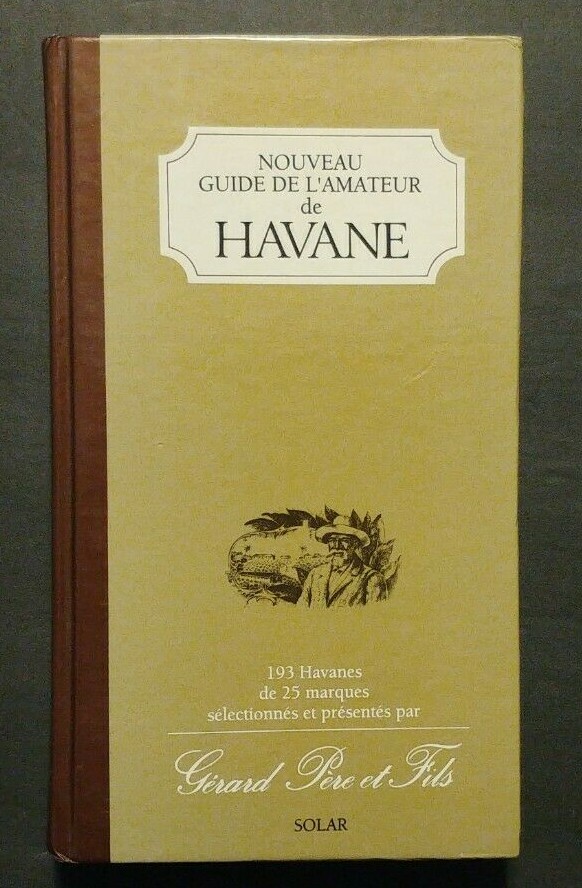 NOUVEAU
GUIDE DE L'AMATEUR
de
HAVANE
193 Havanes
de 25 marques
sélectionnés et présentés par
Gérard Père et Fils
SOLAR